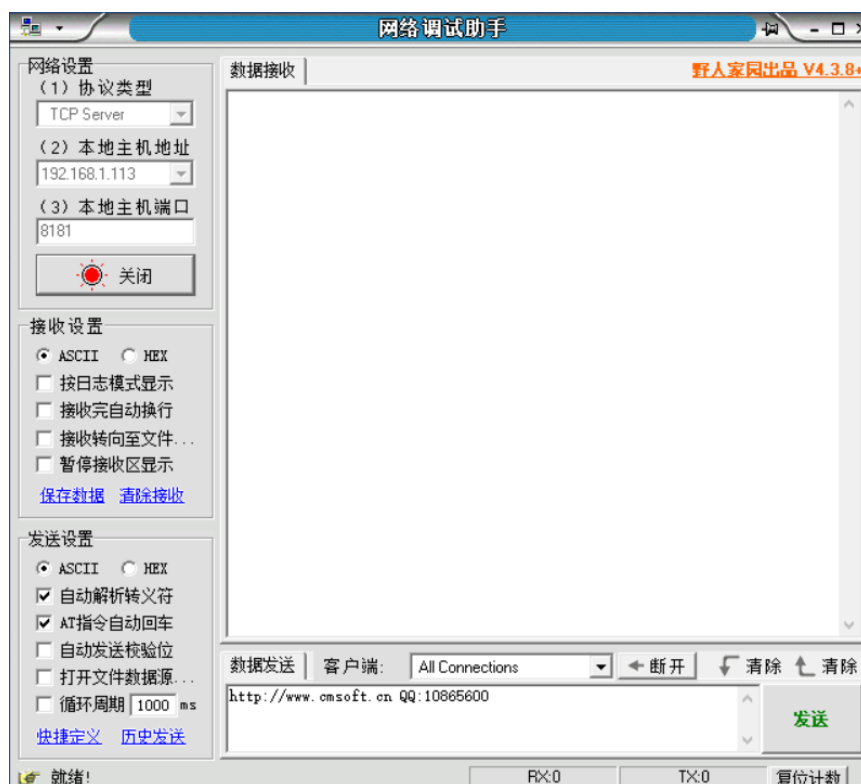 网络调试助手
网络设置
（1）协议类型
TCP Server
（2）本地主机地址
192.168.1.113
（3）本地主机端口
8181
关闭
接收设置
ASCII HEX
按日志模式显示
接收完自动换行
接收转向至文件...
暂停接收区显示
保存数据 清除接收
发送设置
ASCII HEX
自动解析转义符
AT指令自动回车
自动发送校验位
打开文件数据源...
循环周期 1000 ms
快捷定义 历史发送
数据接收 野人家园出品 V4.3.8+
数据发送 客户端: All Connections 断开 清除 清除
http://www.cmsoft.cn QQ:10865600
发送
就绪! RX:0 TX:0 复位计数